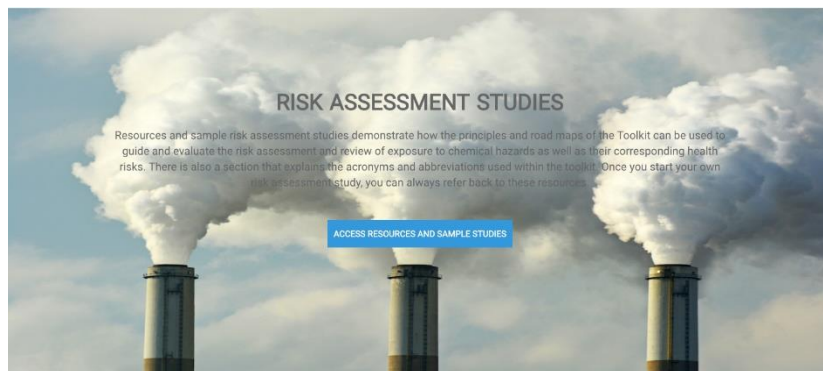 RISK ASSESSMENT STUDIES
Resources and sample risk assessment studies demonstrate how the principles and road maps of the Toolkit can be used to
guide and evaluate the risk assessment and review of exposure to chemical hazards as well as their corresponding health
risks. There is also a section that explains the acronyms and abbreviations used within the toolkit. Once you start your own
risk assessment study, you can always refer back to these resources.
ACCESS RESOURCES AND SAMPLE STUDIES